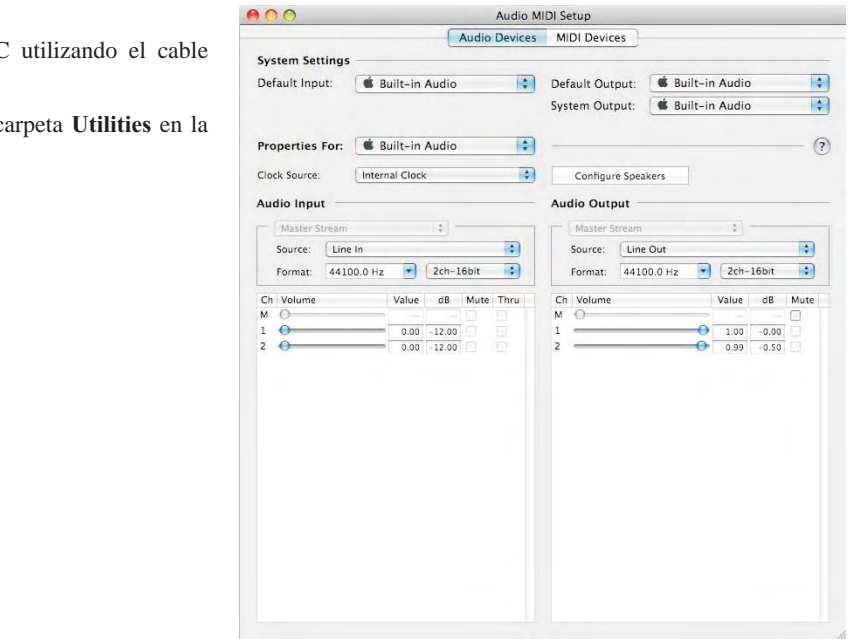 C utilizando el cable
carpeta Utilities en la
Audio MIDI Setup
Audio Devices MIDI Devices
System Settings
Default Input: Built-in Audio
Default Output: Built-in Audio
System Output: Built-in Audio
Properties For: Built-in Audio
?
Clock Source: Internal Clock
Configure Speakers
Audio Input
Master Stream
Source: Line In
Format: 44100.0 Hz 2ch-16bit
Ch Volume Value dB Mute Thru
M
1 0.00 -12.00
2 0.00 -12.00
Audio Output
Master Stream
Source: Line Out
Format: 44100.0 Hz 2ch-16bit
Ch Volume Value dB Mute
M
1 1.00 -0.00
2 0.99 -0.50